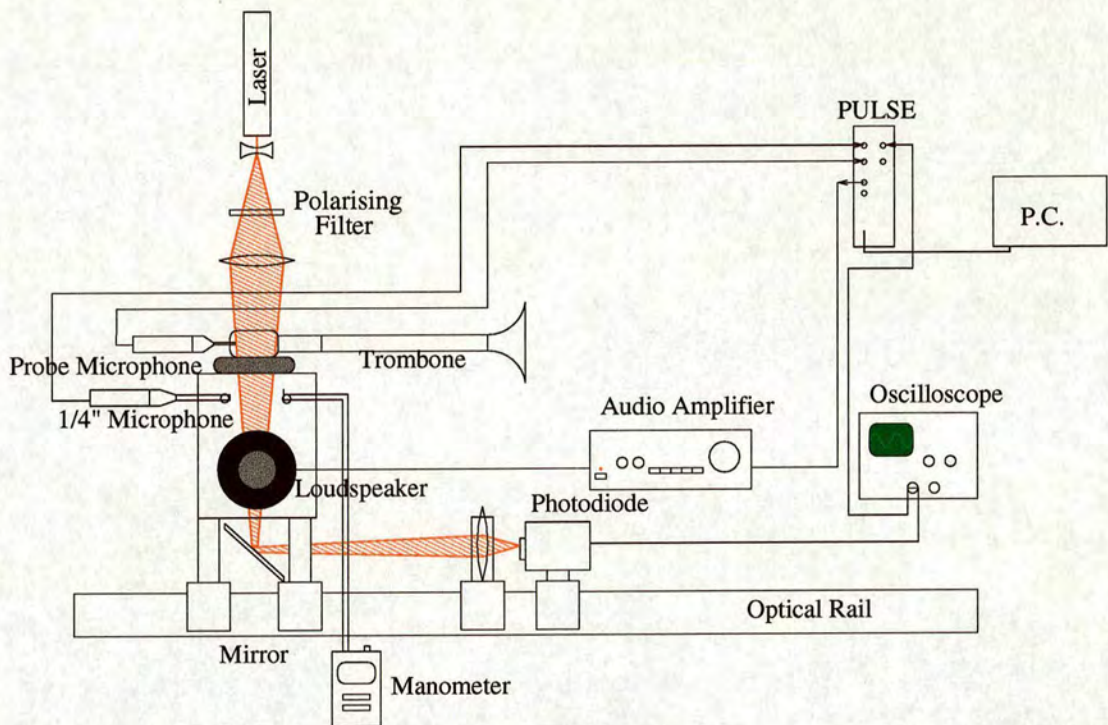 Laser
PULSE
Polarising
Filter
P.C.
Trombone
Probe Microphone
1/4" Microphone
Audio Amplifier
Oscilloscope
Loudspeaker
Photodiode
Optical Rail
Mirror
Manometer